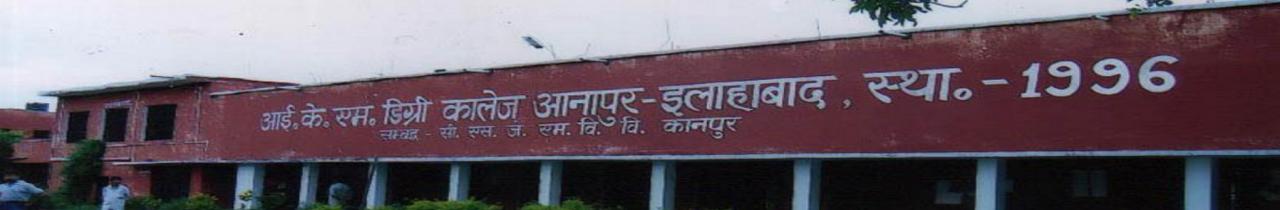 आई॰ के॰ एम॰ डिग्री कालेज आनापुर-इलाहाबाद, स्था॰ - 1996
सम्बद्ध - सी. एस. जे. एम. वि. वि. कानपुर